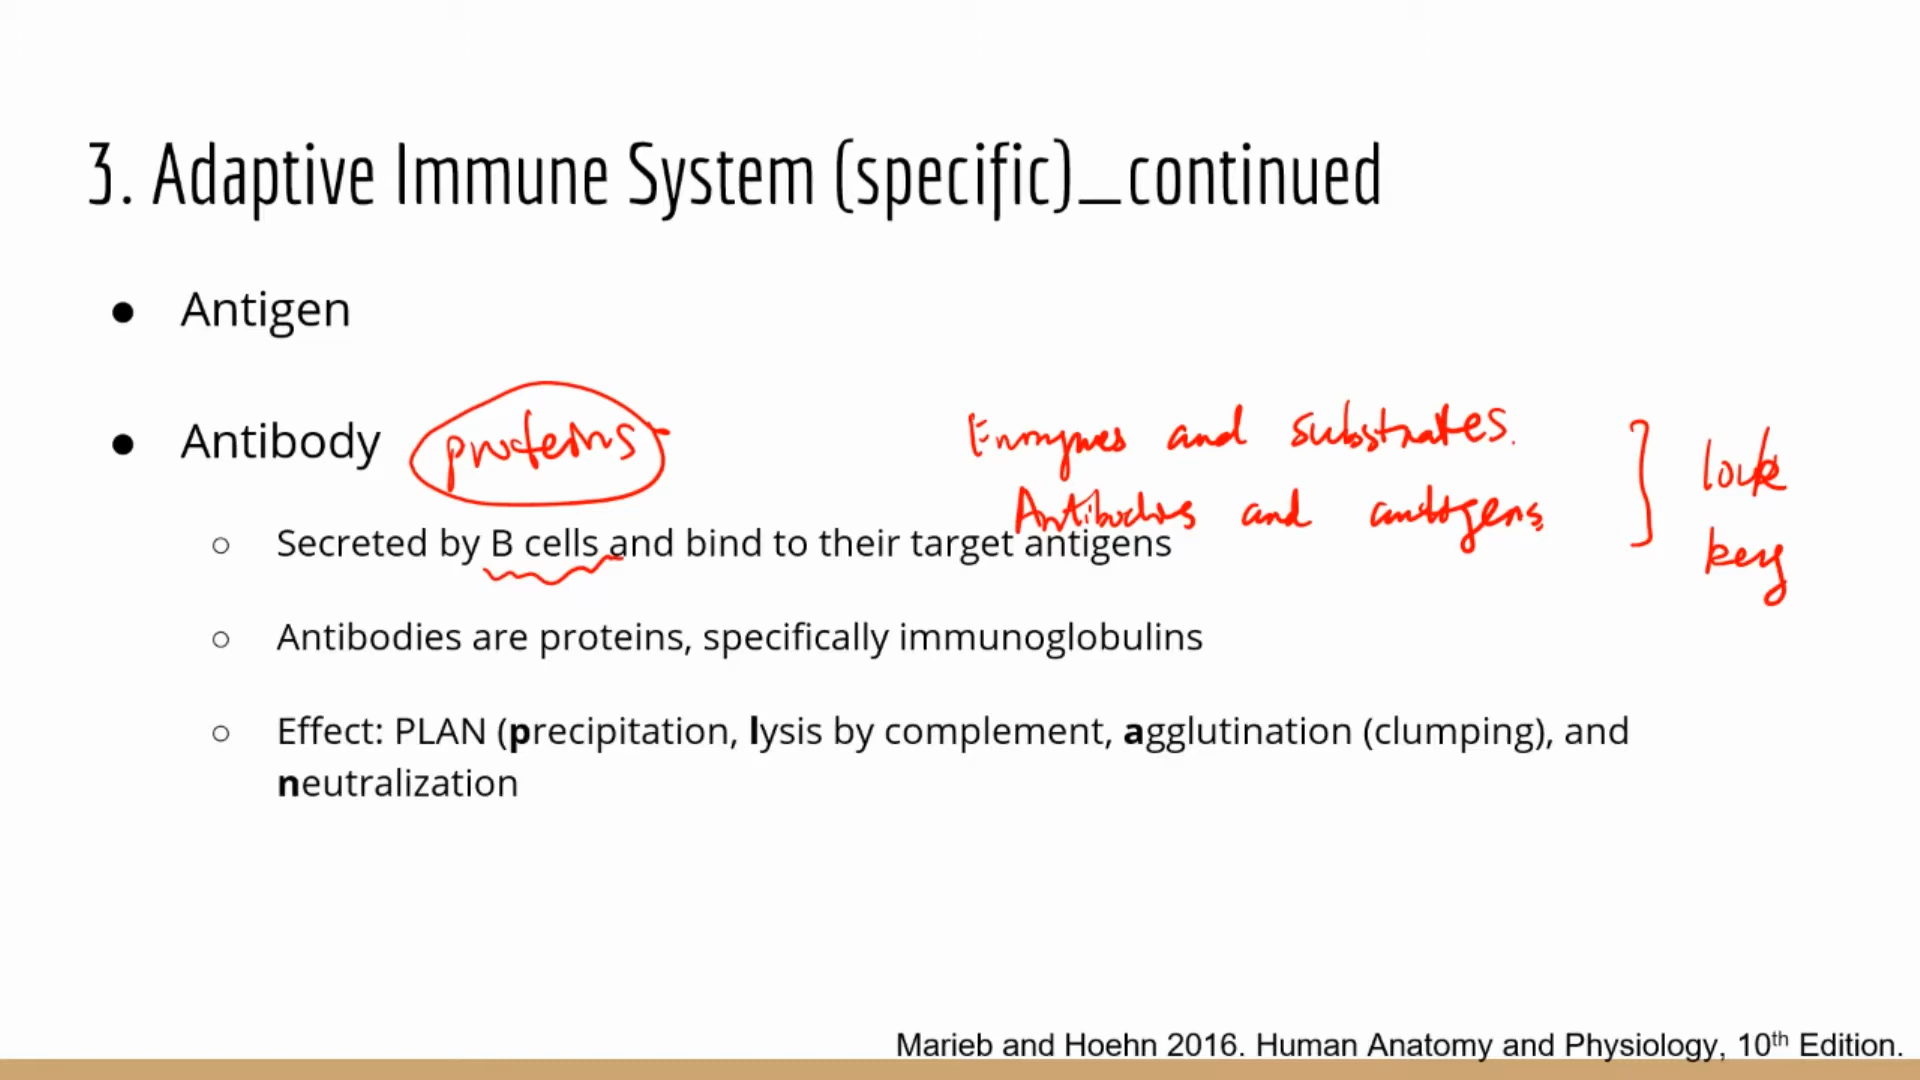 3. Adaptive Immune System (specific)_continued
● Antigen
● Antibody proteins
Enzymes and substrates.
Antibodies and antigens
lock
key
○ Secreted by B cells and bind to their target antigens
○ Antibodies are proteins, specifically immunoglobulins
○ Effect: PLAN (precipitation, lysis by complement, agglutination (clumping), and
neutralization
Marieb and Hoehn 2016. Human Anatomy and Physiology, 10th Edition.